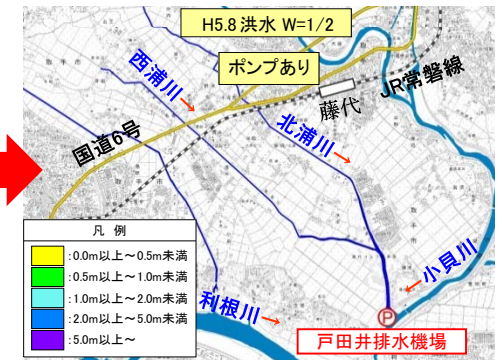 H5.8 洪水 W=1/2
ポンプあり
西浦川
藤代
JR常磐線
国道6号
北浦川
小貝川
利根川
戸田井排水機場
P
凡 例
:0.0m以上～0.5m未満
:0.5m以上～1.0m未満
:1.0m以上～2.0m未満
:2.0m以上～5.0m未満
:5.0m以上～